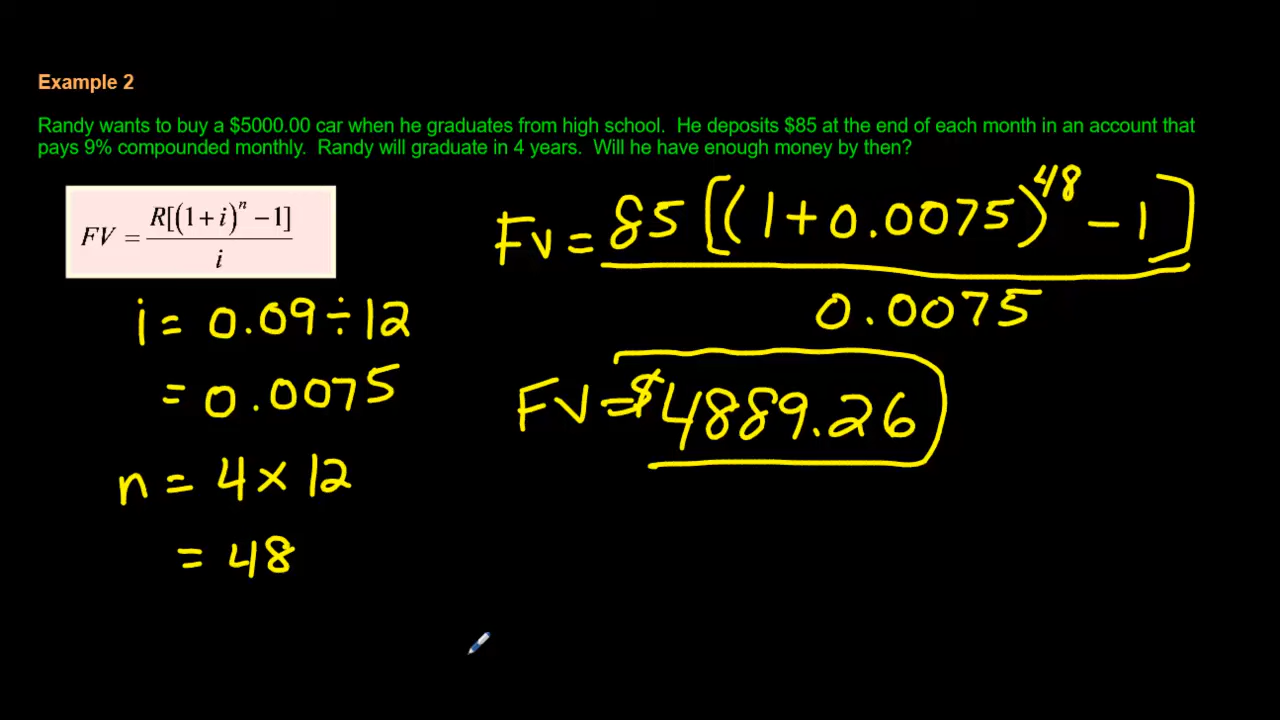 Example 2
Randy wants to buy a $5000.00 car when he graduates from high school. He deposits $85 at the end of each month in an account that
pays 9% compounded monthly. Randy will graduate in 4 years. Will he have enough money by then?
FV = R[(1+i)^n −1] / i
i = 0.09 ÷ 12
= 0.0075
n = 4 × 12
= 48
FV = 85[(1+0.0075)^48 − 1] / 0.0075
FV = $4889.26